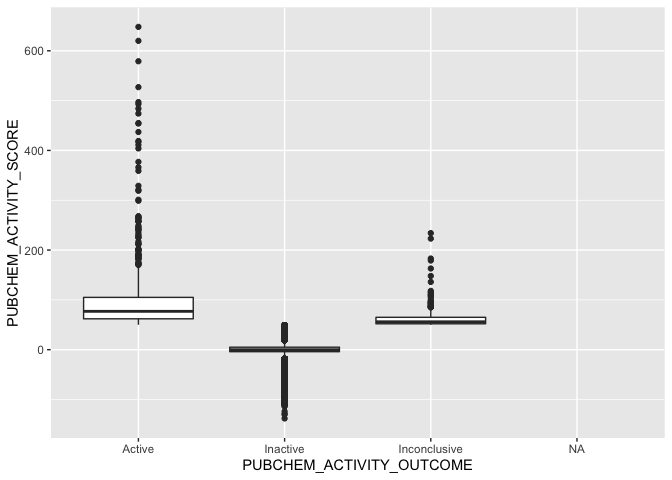 PUBCHEM_ACTIVITY_SCORE
600
400
200
0
Active Inactive Inconclusive NA
PUBCHEM_ACTIVITY_OUTCOME